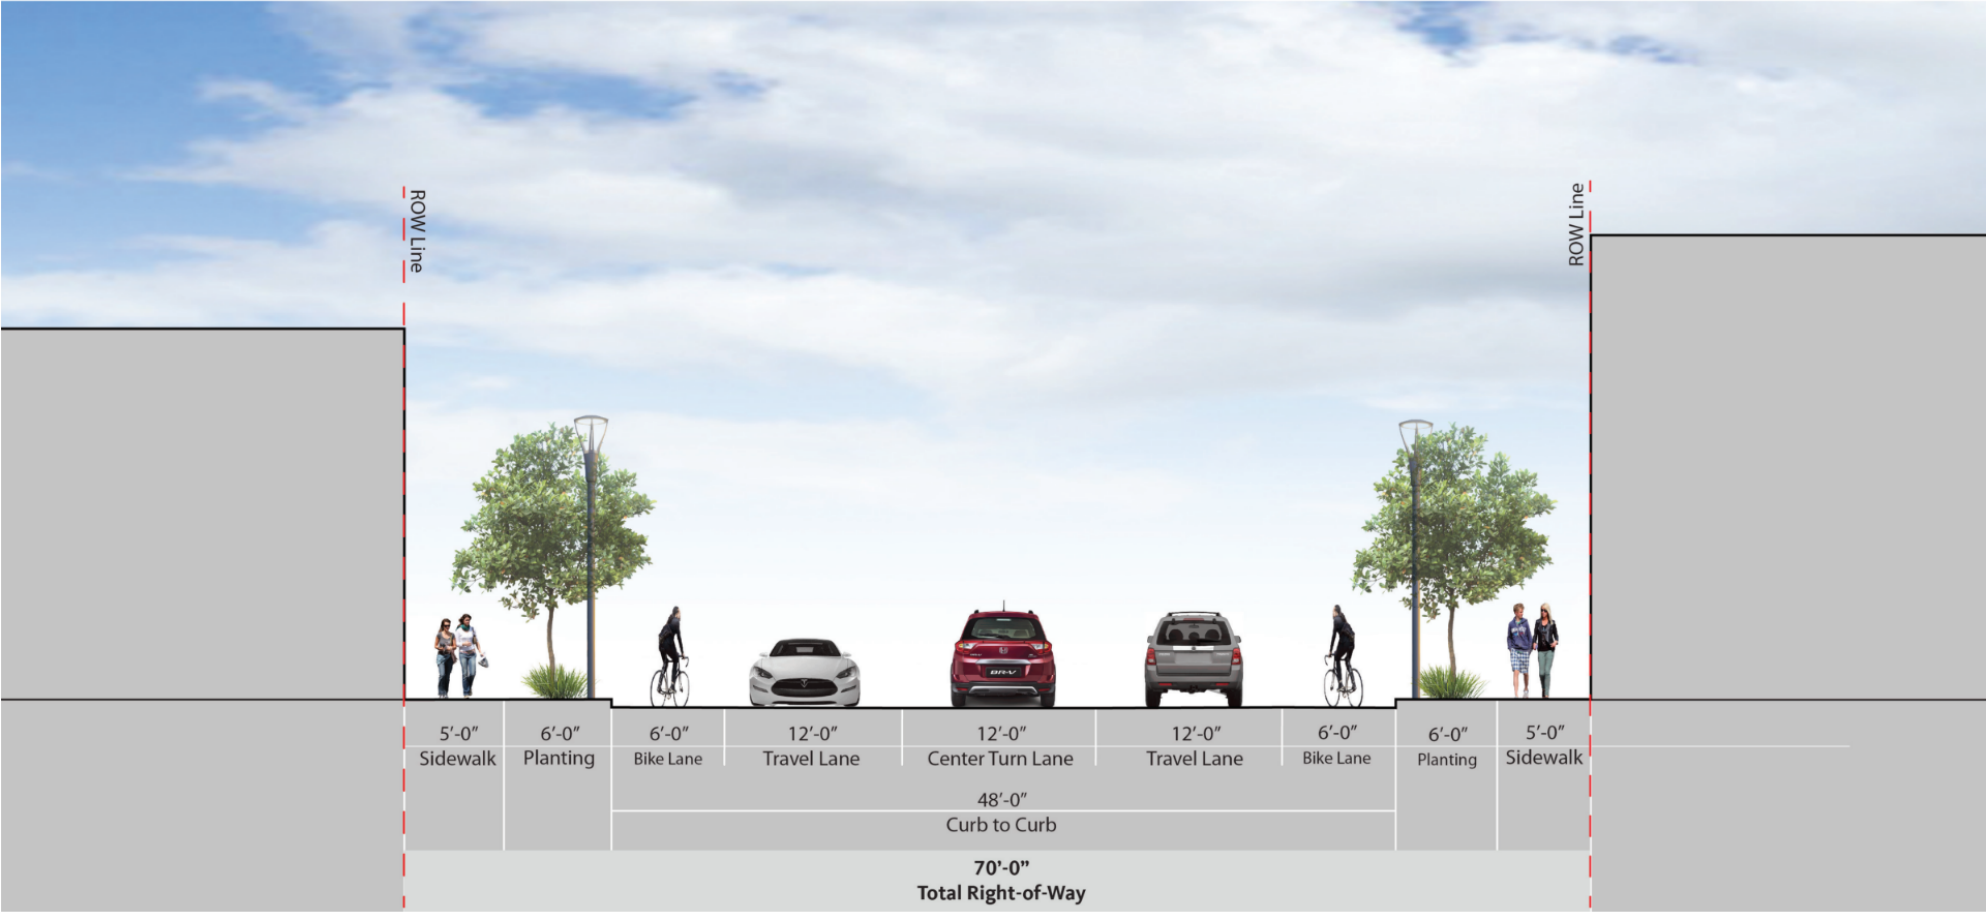 ROW Line
ROW Line
BR-V
5’-0” 6’-0” 6’-0” 12’-0” 12’-0” 12’-0” 6’-0” 6’-0” 5’-0”
Sidewalk Planting Bike Lane Travel Lane Center Turn Lane Travel Lane Bike Lane Planting Sidewalk
48’-0”
Curb to Curb
70’-0”
Total Right-of-Way